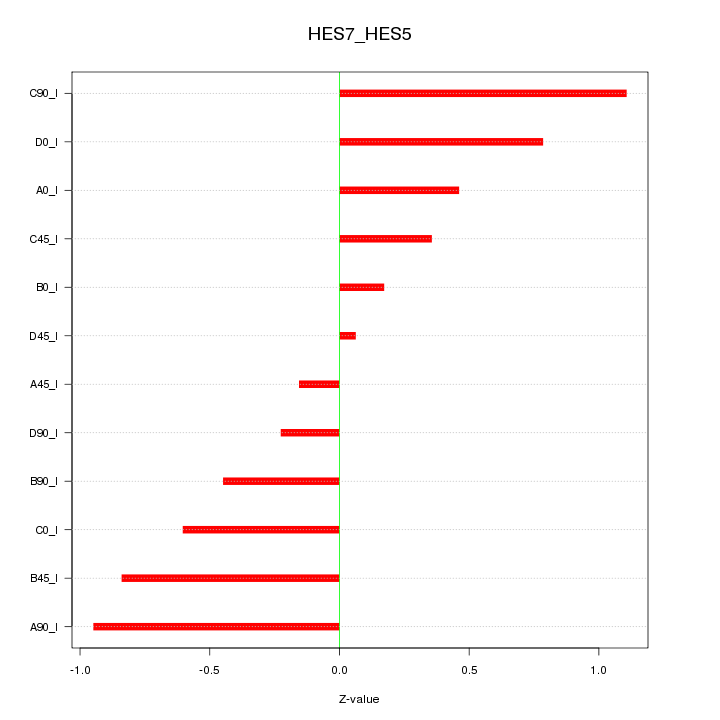 HES7_HES5
C90_I
D0_I
A0_I
C45_I
B0_I
D45_I
A45_I
D90_I
B90_I
C0_I
B45_I
A90_I
-1.0 -0.5 0.0 0.5 1.0
Z-value